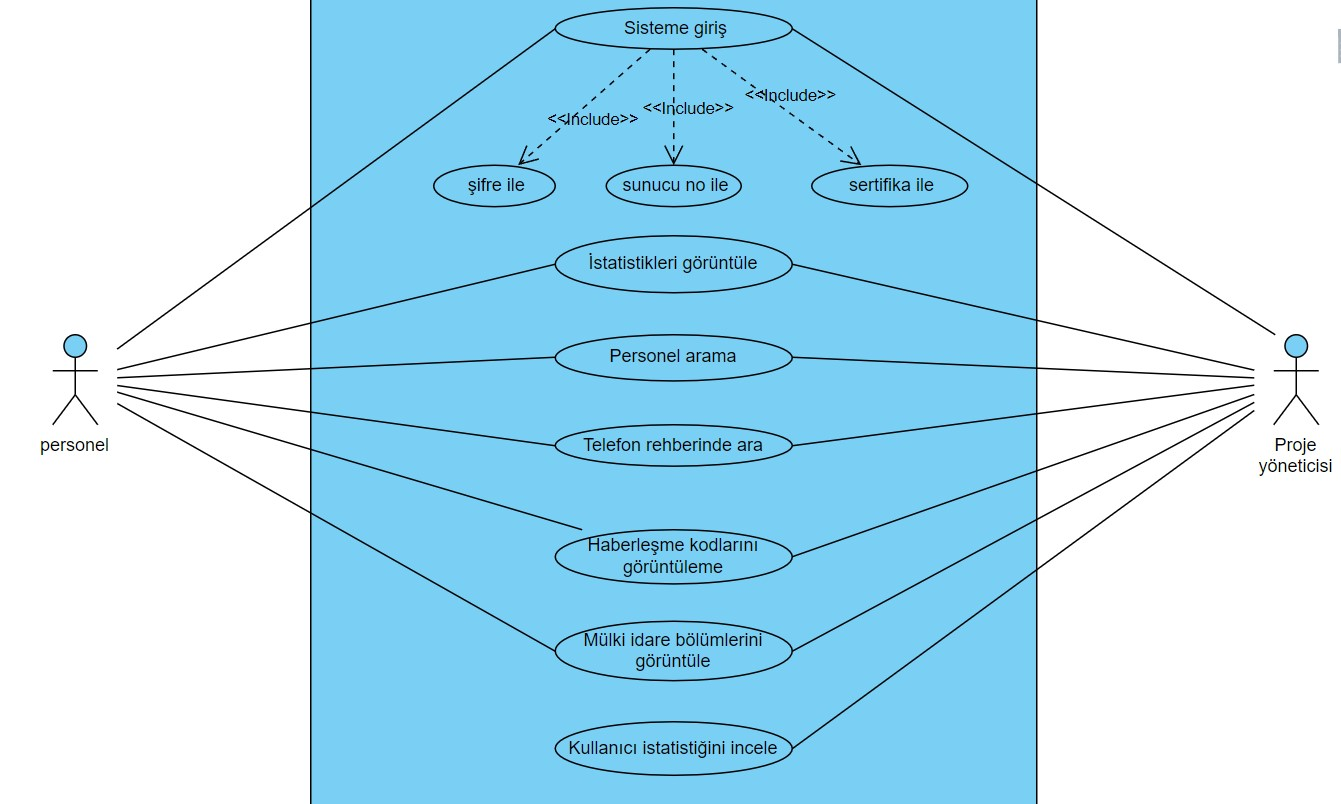 Sisteme giriş
<<Include>>
<<Include>>
<<Include>>
şifre ile
sunucu no ile
sertifika ile
İstatistikleri görüntüle
Personel arama
Telefon rehberinde ara
personel
Proje
yöneticisi
Haberleşme kodlarını
görüntüleme
Mülki idare bölümlerini
görüntüle
Kullanıcı istatistiğini incele